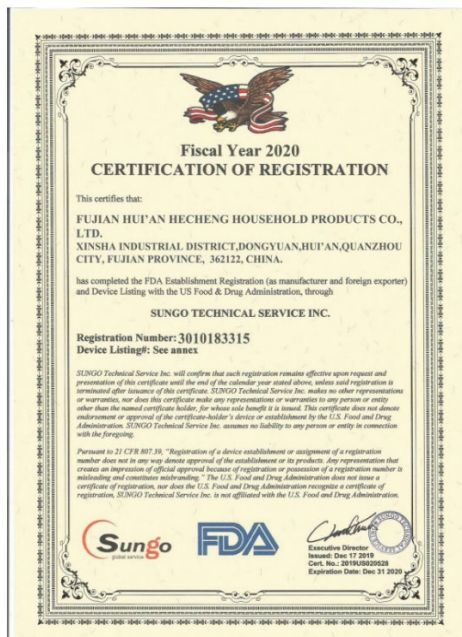 Fiscal Year 2020
CERTIFICATION OF REGISTRATION
This certifies that:
FUJIAN HUI'AN HECHENG HOUSEHOLD PRODUCTS CO.,
LTD.
XINSHA INDUSTRIAL DISTRICT,DONGYUAN,HUI'AN,QUANZHOU
CITY, FUJIAN PROVINCE, 362122, CHINA.
has completed the FDA Establishment Registration (as manufacturer and foreign exporter)
and Device Listing with the US Food & Drug Administration, through
SUNGO TECHNICAL SERVICE INC.
Registration Number:3010183315
Device Listing#: See annex
SUNGO Technical Service Inc. will confirm that such registration remains effective upon request and
presentation of this certificate until the end of the calendar year stated above, unless said registration is
terminated after issuance of this certificate. SUNGO Technical Service Inc. makes no other representations
or warranties, nor does this certificate make any representations or warranties to any person or entity
other than the named certificate holder, for whose sole benefit it is issued. This certificate does not denote
endorsement or approval of the certificate-holder's device or establishment by the U.S. Food and Drug
Administration. SUNGO Technical Service Inc. assumes no liability to any person or entity in connection
with the foregoing.
Pursuant to 21 CFR 807.39, "Registration of a device establishment or assignment of a registration
number does not in any way denote approval of the establishment or its products. Any representation that
creates an impression of official approval because of registration or possession of a registration number is
misleading and constitutes misbranding." The U.S. Food and Drug Administration does not issue a
certificate of registration, nor does the U.S. Food and Drug Administration recognize a certificate of
registration, SUNGO Technical Service Inc. is not affiliated with the U.S. Food and Drug Administration.
Sungo
global service
FDA
Executive Director
Issued: Dec 17 2019
Cert. No.: 2019US020528
Expiration Date: Dec 31 2020